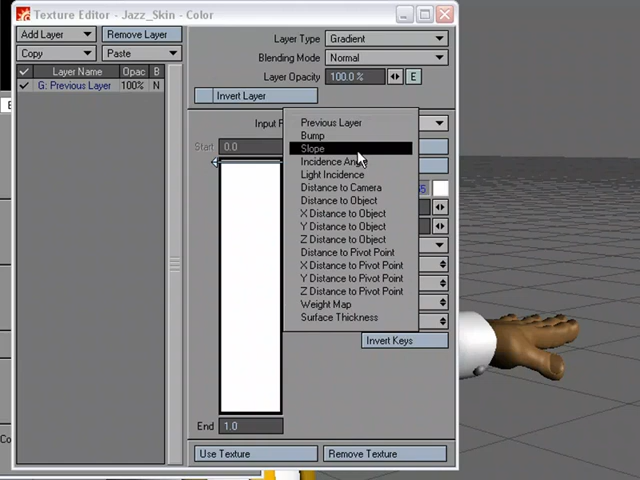 Texture Editor - Jazz_Skin - Color
Add Layer
Remove Layer
Copy
Paste
Layer Name Opac B
G: Previous Layer 100% N
Layer Type Gradient
Blending Mode Normal
Layer Opacity 100.0 % E
Invert Layer
Input P
Start 0.0
Previous Layer
Bump
Slope
Incidence Angle
Light Incidence
Distance to Camera
Distance to Object
X Distance to Object
Y Distance to Object
Z Distance to Object
Distance to Pivot Point
X Distance to Pivot Point
Y Distance to Pivot Point
Z Distance to Pivot Point
Weight Map
Surface Thickness
Invert Keys
End 1.0
Use Texture
Remove Texture